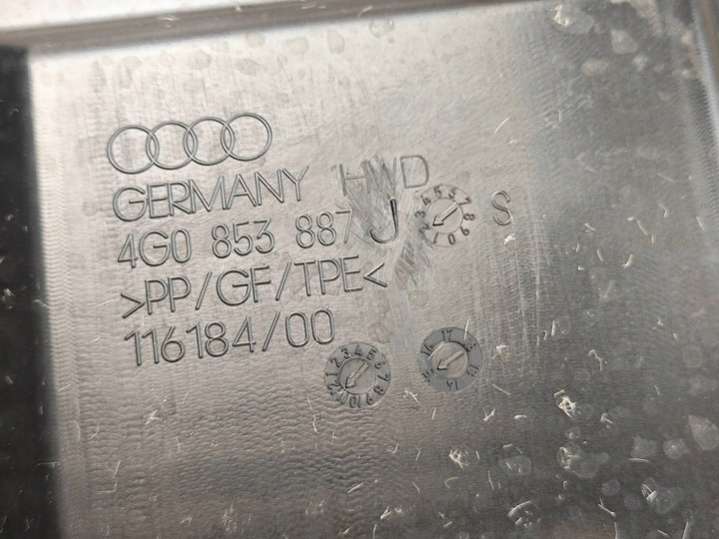 GERMANY HWD
4G0 853 887 J S
>PP/GF/TPE<
116184/00